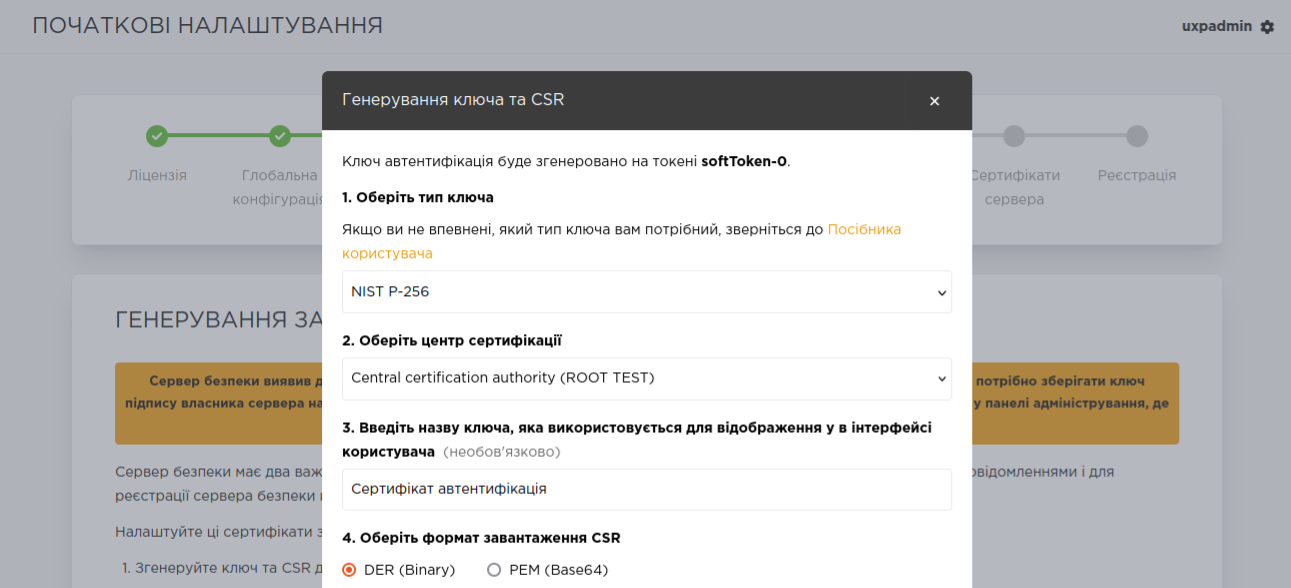 ПОЧАТКОВІ НАЛАШТУВАННЯ
uxpadmin
Генерування ключа та CSR
×
Ліцензія
Глобальна
конфігурація
Сертифікати
сервера
Реєстрація
Ключ автентифікація буде згенеровано на токені softToken-0.
1. Оберіть тип ключа
Якщо ви не впевнені, який тип ключа вам потрібний, зверніться до Посібника
користувача
NIST P-256
2. Оберіть центр сертифікації
Central certification authority (ROOT TEST)
3. Введіть назву ключа, яка використовується для відображення у в інтерфейсі
користувача (необов'язково)
Сертифікат автентифікація
4. Оберіть формат завантаження CSR
DER (Binary) PEM (Base64)
ГЕНЕРУВАННЯ ЗА
Сервер безпеки виявив
потрібно зберігати ключ
підпису власника сервера на
у панелі адміністрування, де
Сервер безпеки має два важ
відомленнями і для
реєстрації сервера безпеки
Налаштуйте ці сертифікати з
1. Згенеруйте ключ та CSR д